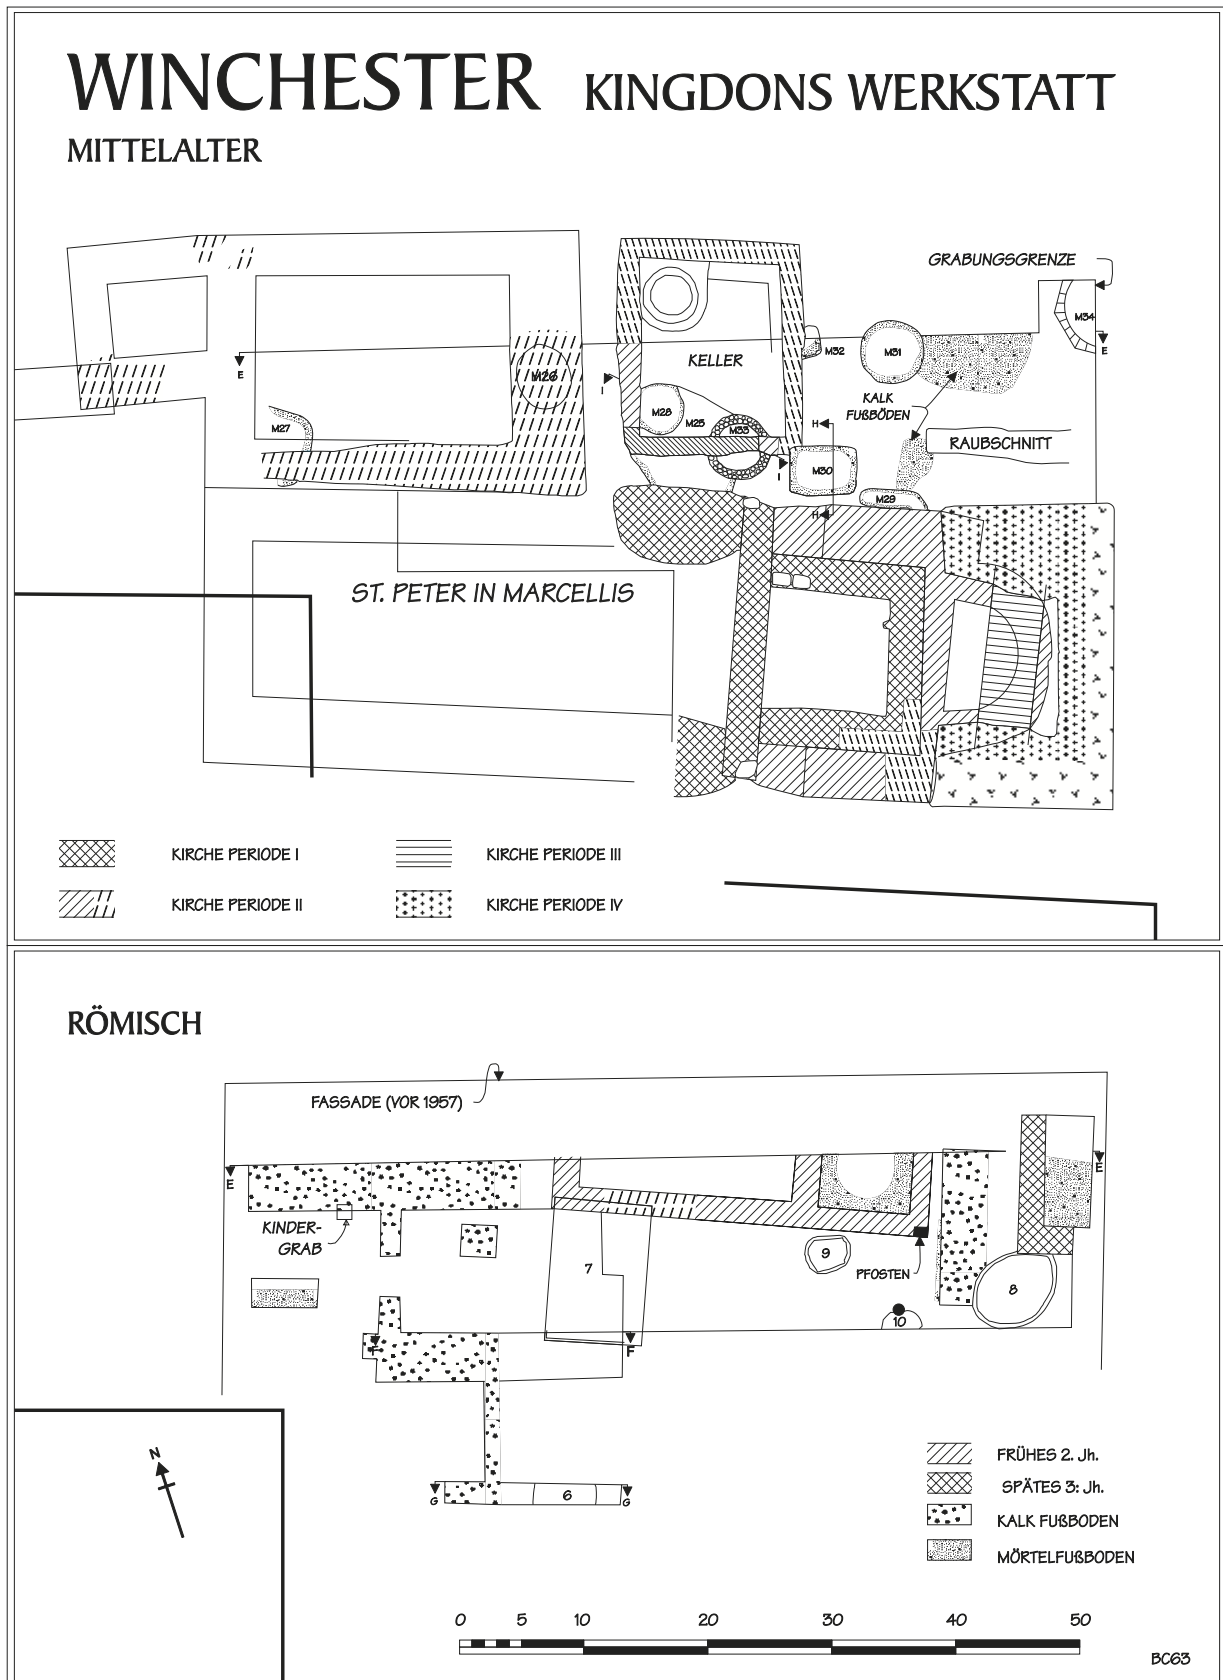 WINCHESTER KINGDONS WERKSTATT
MITTELALTER
GRABUNGSGRENZE
M34
E
E
M26
KELLER
M32
M31
I
KALK
FUßBÖDEN
M28
M25
M27
M33
H
RAUBSCHNITT
I
M30
M29
H
ST. PETER IN MARCELLIS
KIRCHE PERIODE I
KIRCHE PERIODE III
KIRCHE PERIODE II
KIRCHE PERIODE IV
RÖMISCH
FASSADE (VOR 1957)
E
E
KINDER-
GRAB
7
9
PFOSTEN
8
10
F
F
N
G
6
G
FRÜHES 2. Jh.
SPÄTES 3: Jh.
KALK FUßBODEN
MÖRTELFUßBODEN
0 5 10 20 30 40 50
BC63